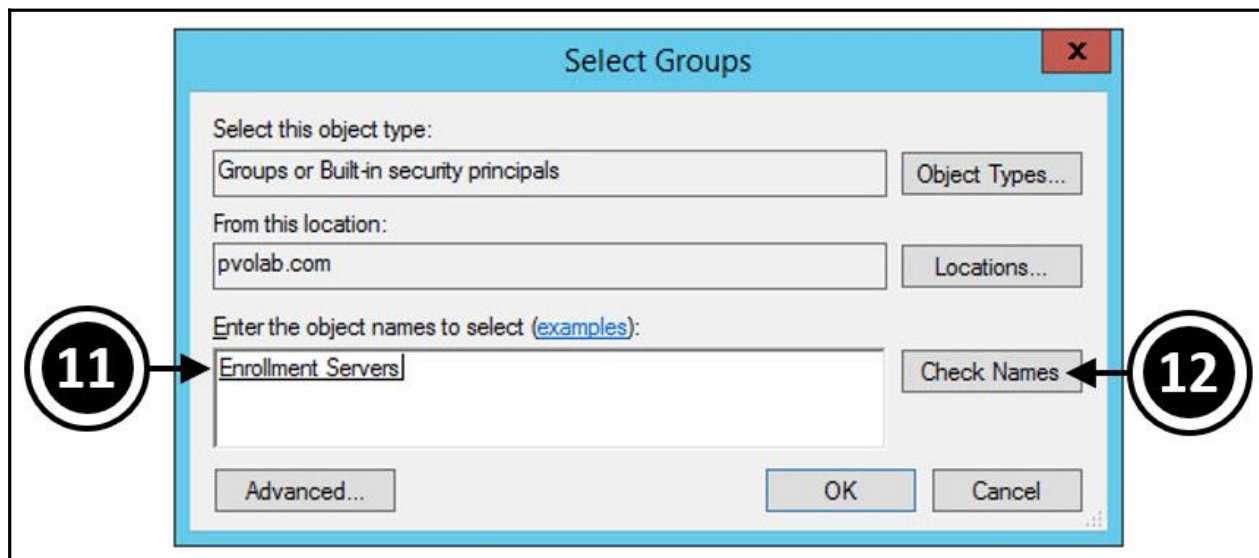 Select Groups
x
Select this object type:
Groups or Built-in security principals
Object Types...
From this location:
pvolab.com
Locations...
Enter the object names to select (examples):
11
Enrollment Servers
Check Names
12
Advanced...
OK
Cancel